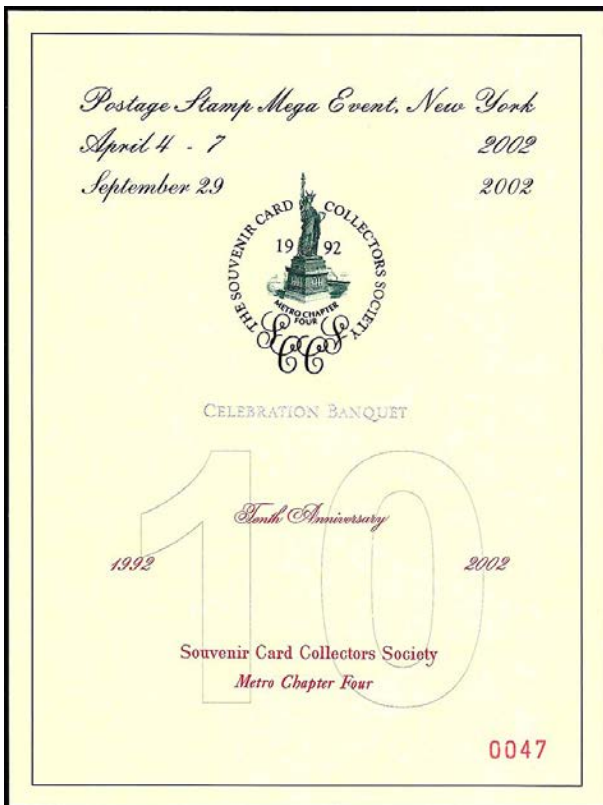 Postage Stamp Mega Event, New York
April 4 - 7 2002
September 29 2002
THE SOUVENIR CARD COLLECTORS SOCIETY
19 92
METRO CHAPTER
FOUR
SCCS
CELEBRATION BANQUET
10
Tenth Anniversary
1992 2002
Souvenir Card Collectors Society
Metro Chapter Four
0047